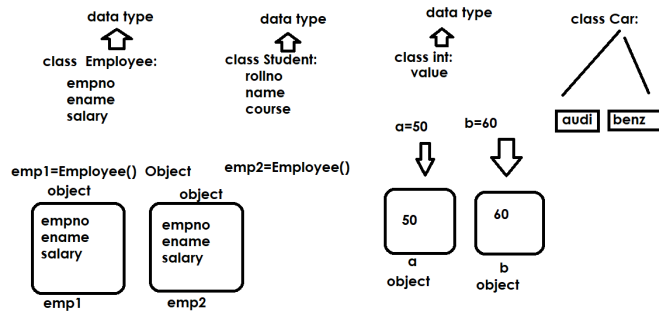 data type
class Employee:
empno
ename
salary
data type
class Student:
rollno
name
course
data type
class int:
value
class Car:
audi
benz
a=50
b=60
emp1=Employee() Object
emp2=Employee()
object
empno
ename
salary
emp1
object
empno
ename
salary
emp2
50
a
object
60
b
object